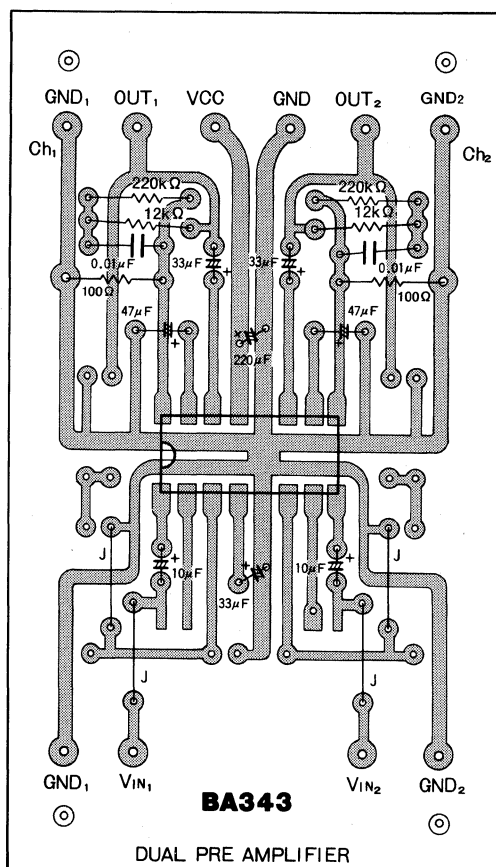 GND₁ OUT₁ VCC GND OUT₂ GND₂
Ch₁ Ch₂
220kΩ 220kΩ
12kΩ 12kΩ
0.01μF 33μF + 33μF + 0.01μF
100Ω 100Ω
47μF + 47μF +
+ 220μF
J 10μF + + 10μF + J
33μF
J J
GND₁ VIN₁ VIN₂ GND₂
BA343
DUAL PRE AMPLIFIER